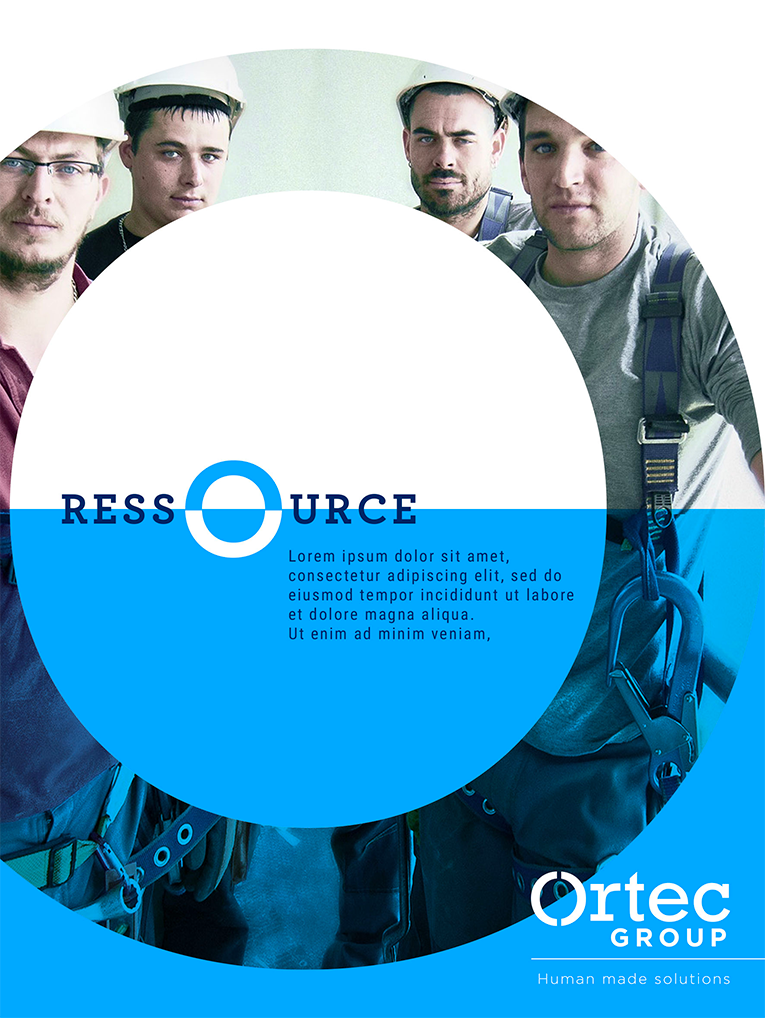 RESSOURCE
Lorem ipsum dolor sit amet,
consectetur adipiscing elit, sed do
eiusmod tempor incididunt ut labore
et dolore magna aliqua.
Ut enim ad minim veniam,
Ortec
GROUP
Human made solutions